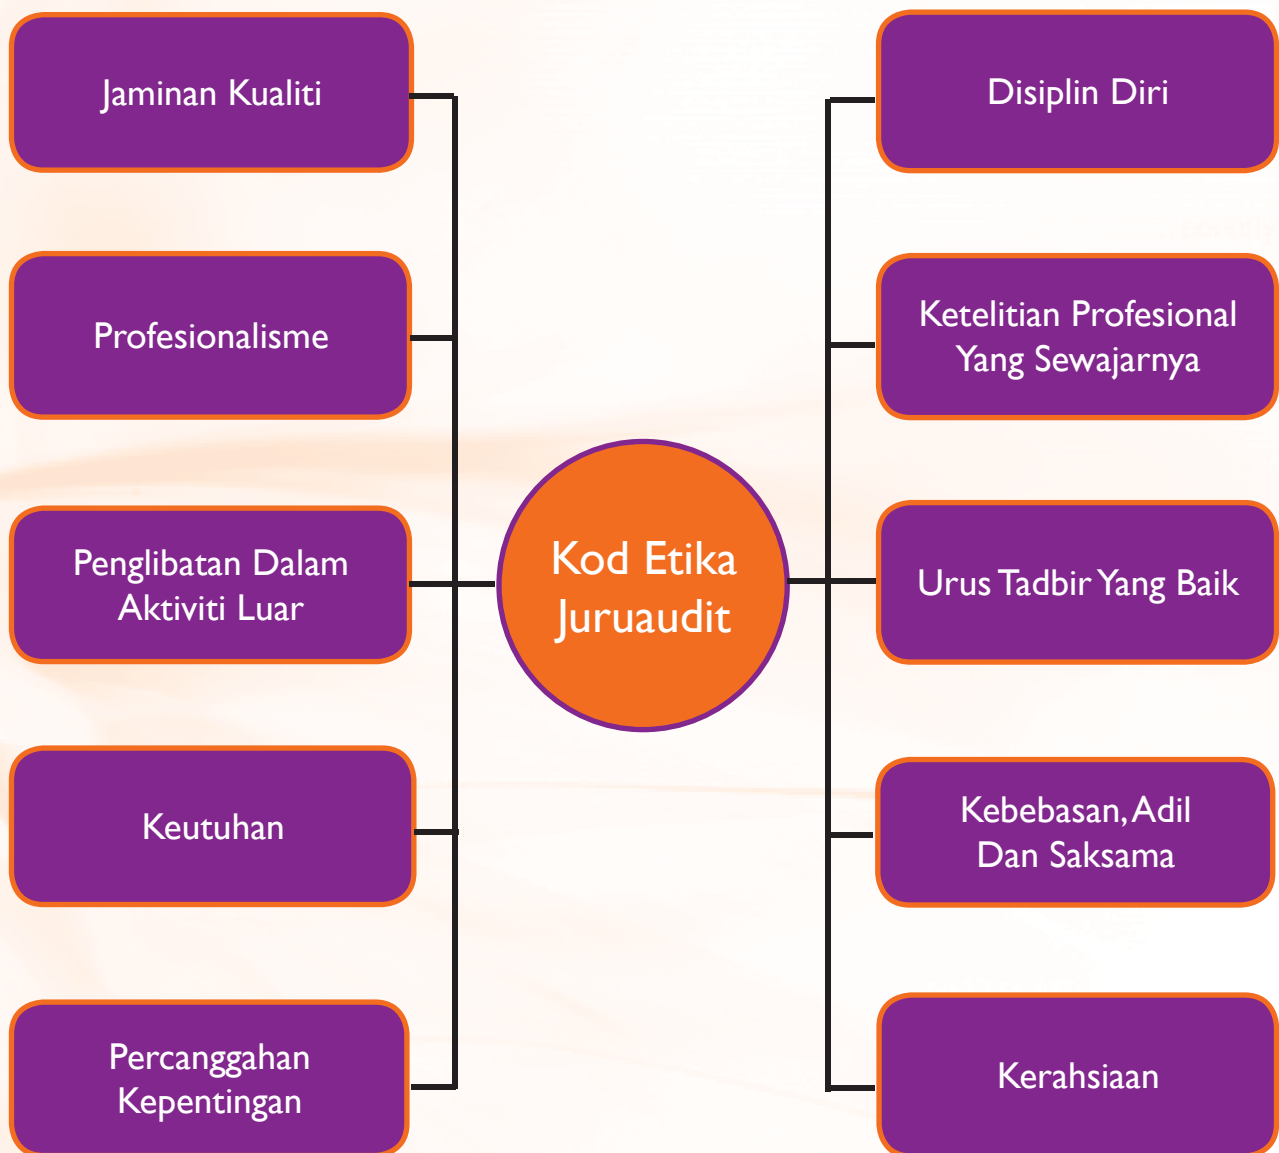 Jaminan Kualiti
Profesionalisme
Penglibatan Dalam
Aktiviti Luar
Keutuhan
Percanggahan
Kepentingan
Kod Etika
Juruaudit
Disiplin Diri
Ketelitian Profesional
Yang Sewajarnya
Urus Tadbir Yang Baik
Kebebasan, Adil
Dan Saksama
Kerahsiaan